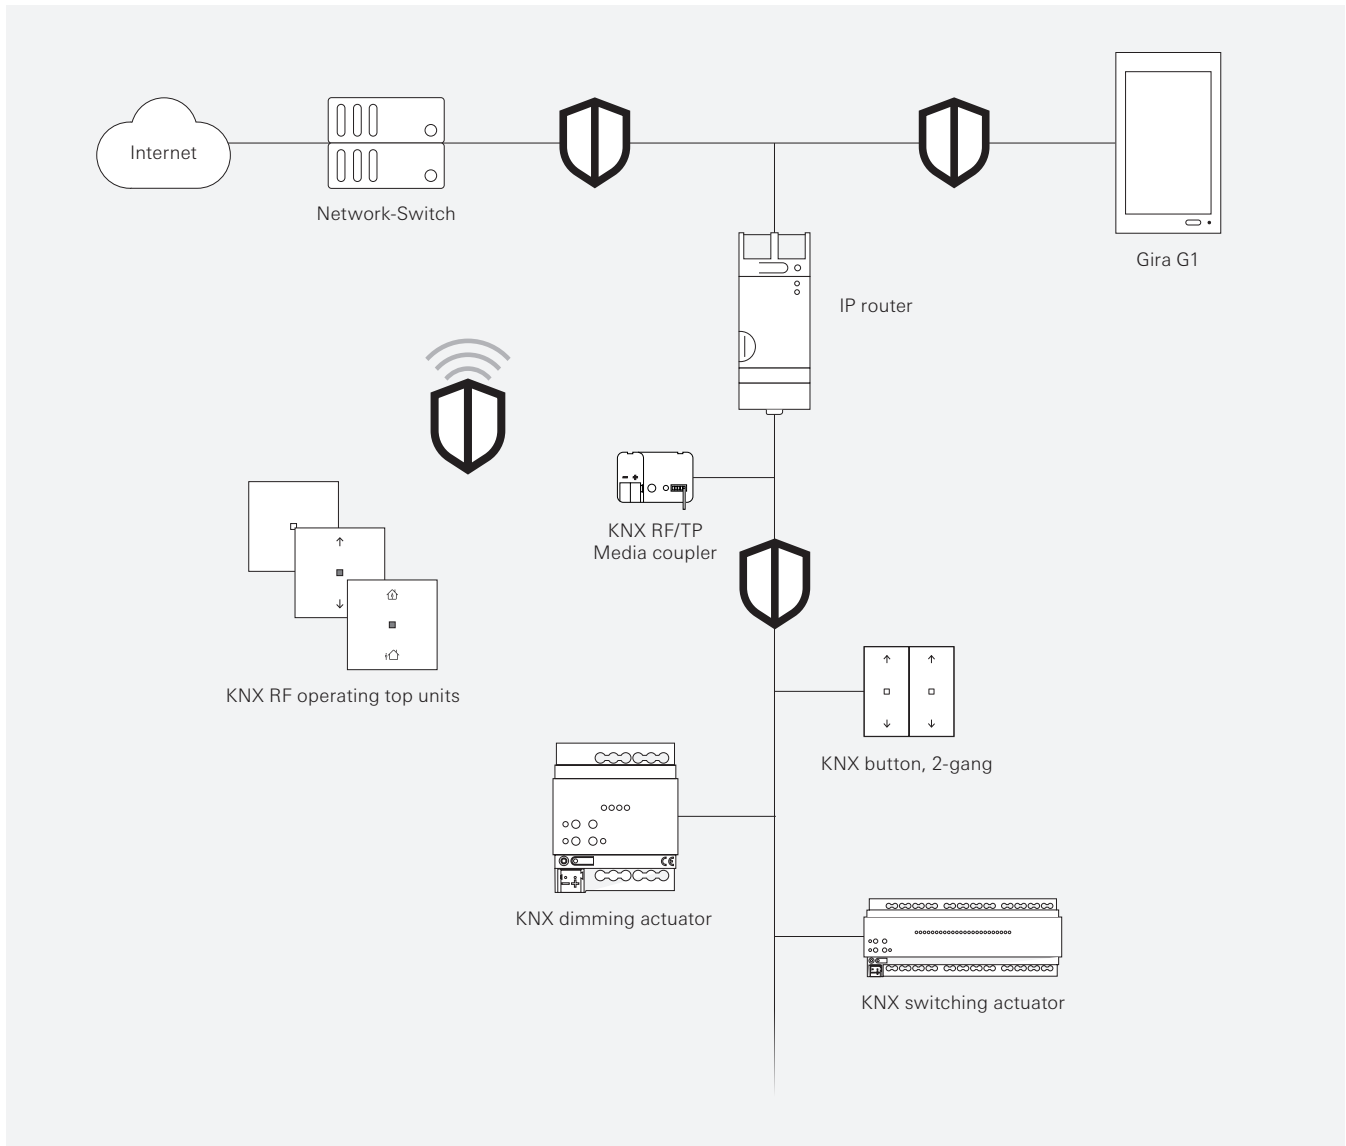 Internet
Network-Switch
Gira G1
IP router
KNX RF/TP
Media coupler
KNX RF operating top units
KNX button, 2-gang
KNX dimming actuator
KNX switching actuator